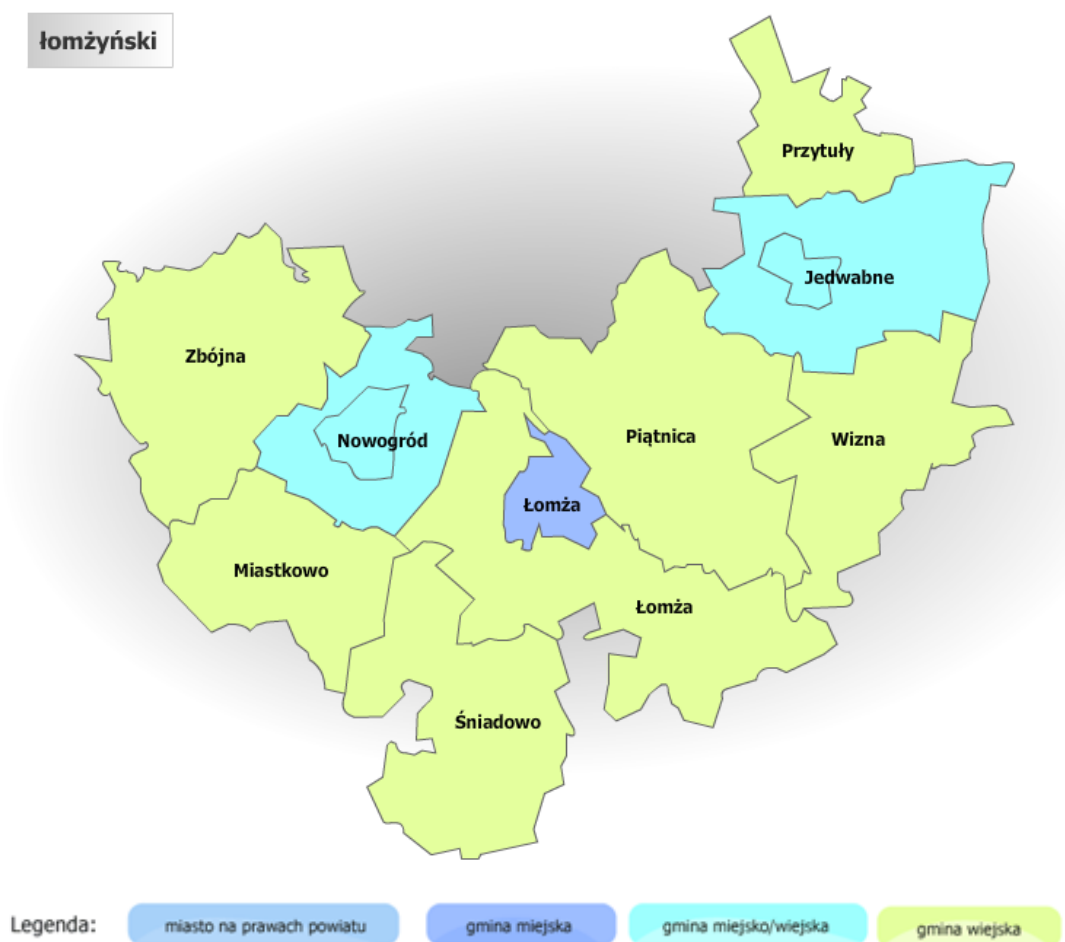 łomżyński
Przytuły
Jedwabne
Zbójna
Nowogród
Piątnica
Wizna
Łomża
Miastkowo
Łomża
Śniadowo
Legenda:
miasto na prawach powiatu
gmina miejska
gmina miejsko/wiejska
gmina wiejska